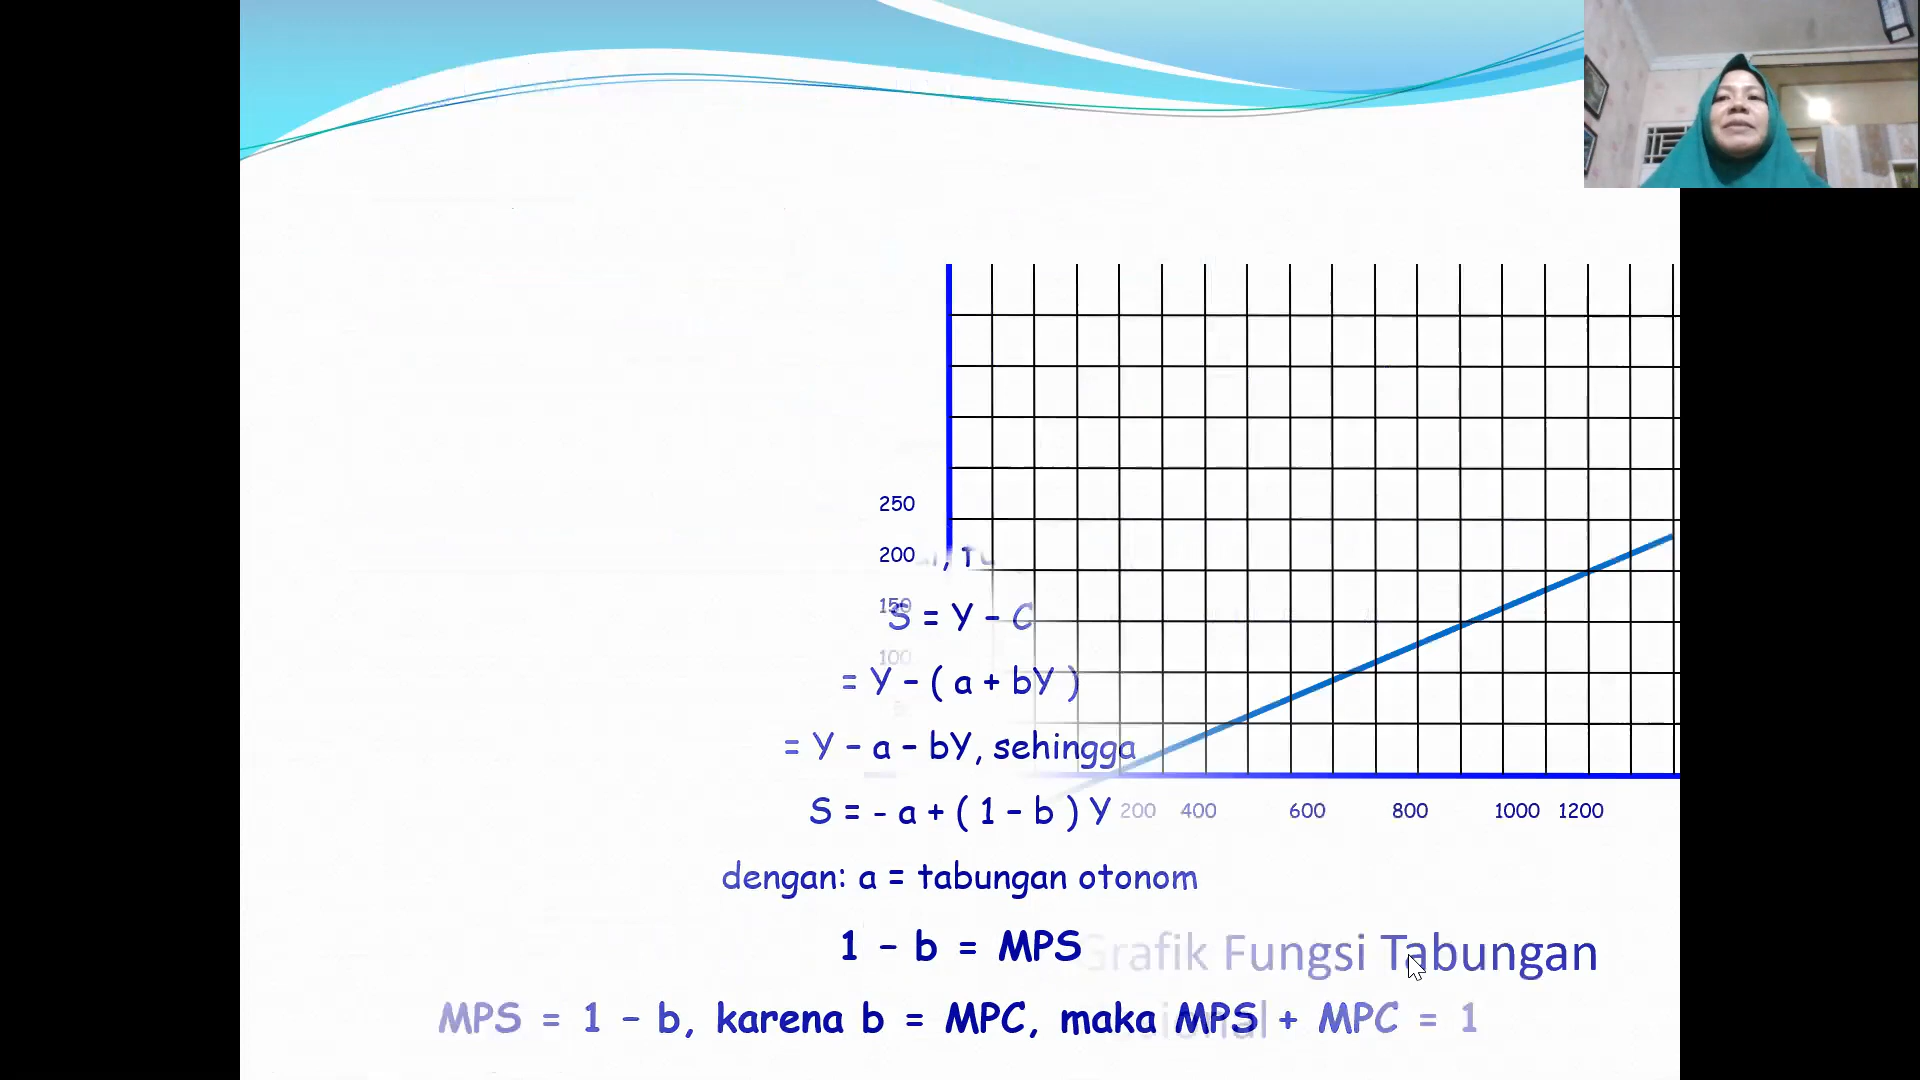 250
200
150
S = Y – C
100
= Y – ( a + bY )
= Y – a – bY, sehingga
S = - a + ( 1 – b ) Y
200 400 600 800 1000 1200
dengan: a = tabungan otonom
1 – b = MPS
Grafik Fungsi Tabungan
MPS = 1 – b, karena b = MPC, maka MPS + MPC = 1